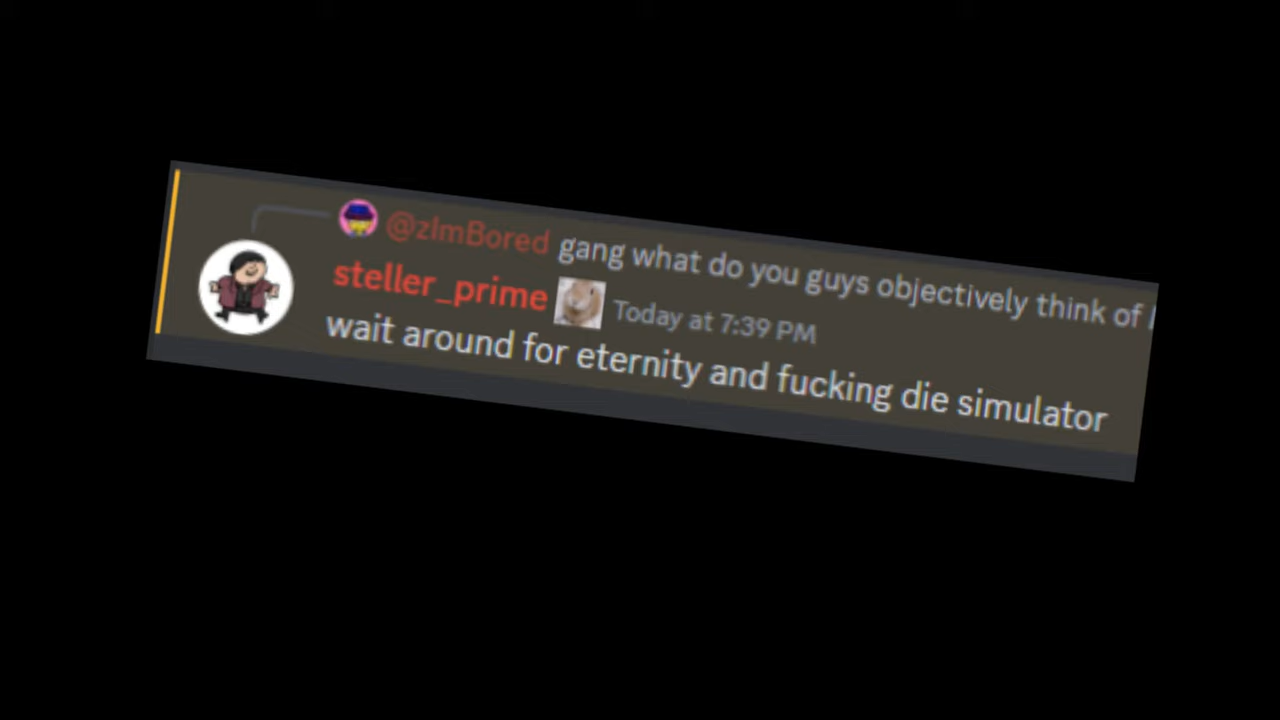 @zImBored gang what do you guys objectively think of
steller_prime Today at 7:39 PM
wait around for eternity and fucking die simulator